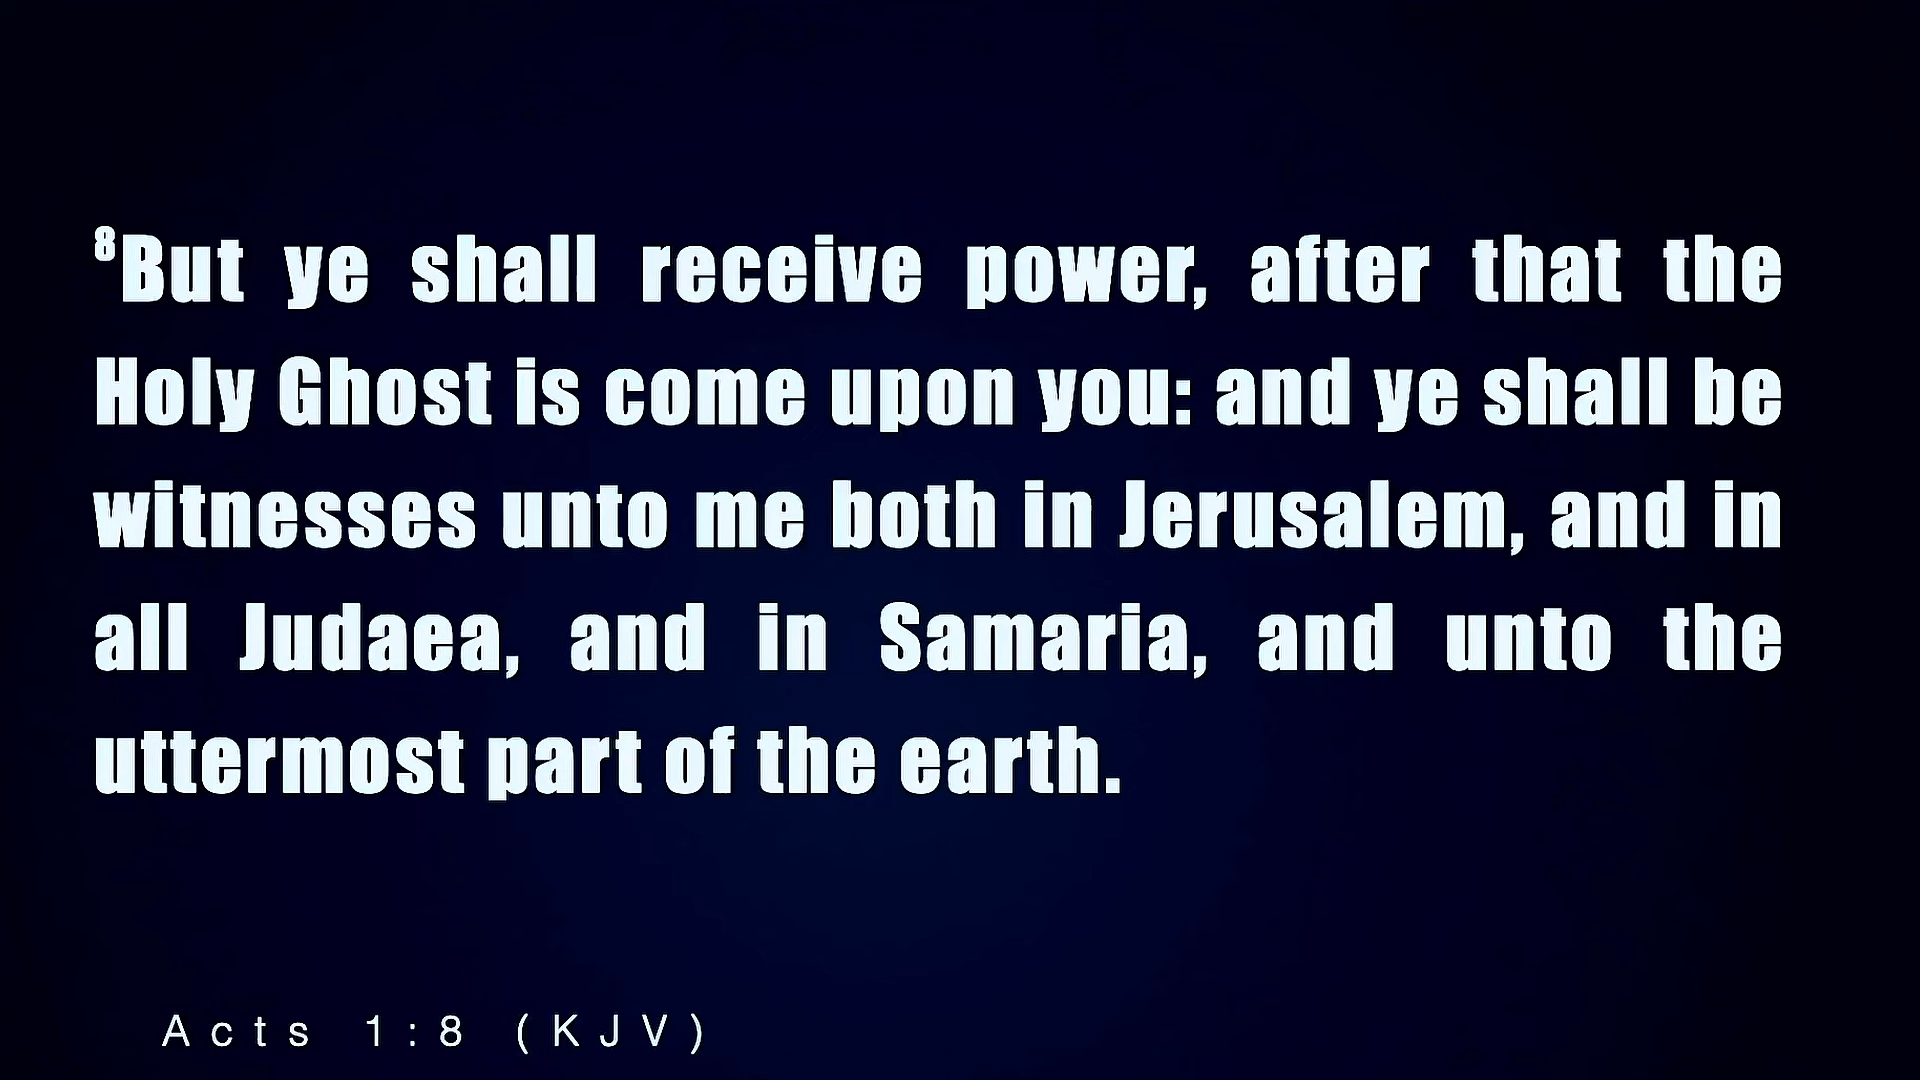 ⁸But ye shall receive power, after that the
Holy Ghost is come upon you: and ye shall be
witnesses unto me both in Jerusalem, and in
all Judaea, and in Samaria, and unto the
uttermost part of the earth.
Acts 1:8 (KJV)